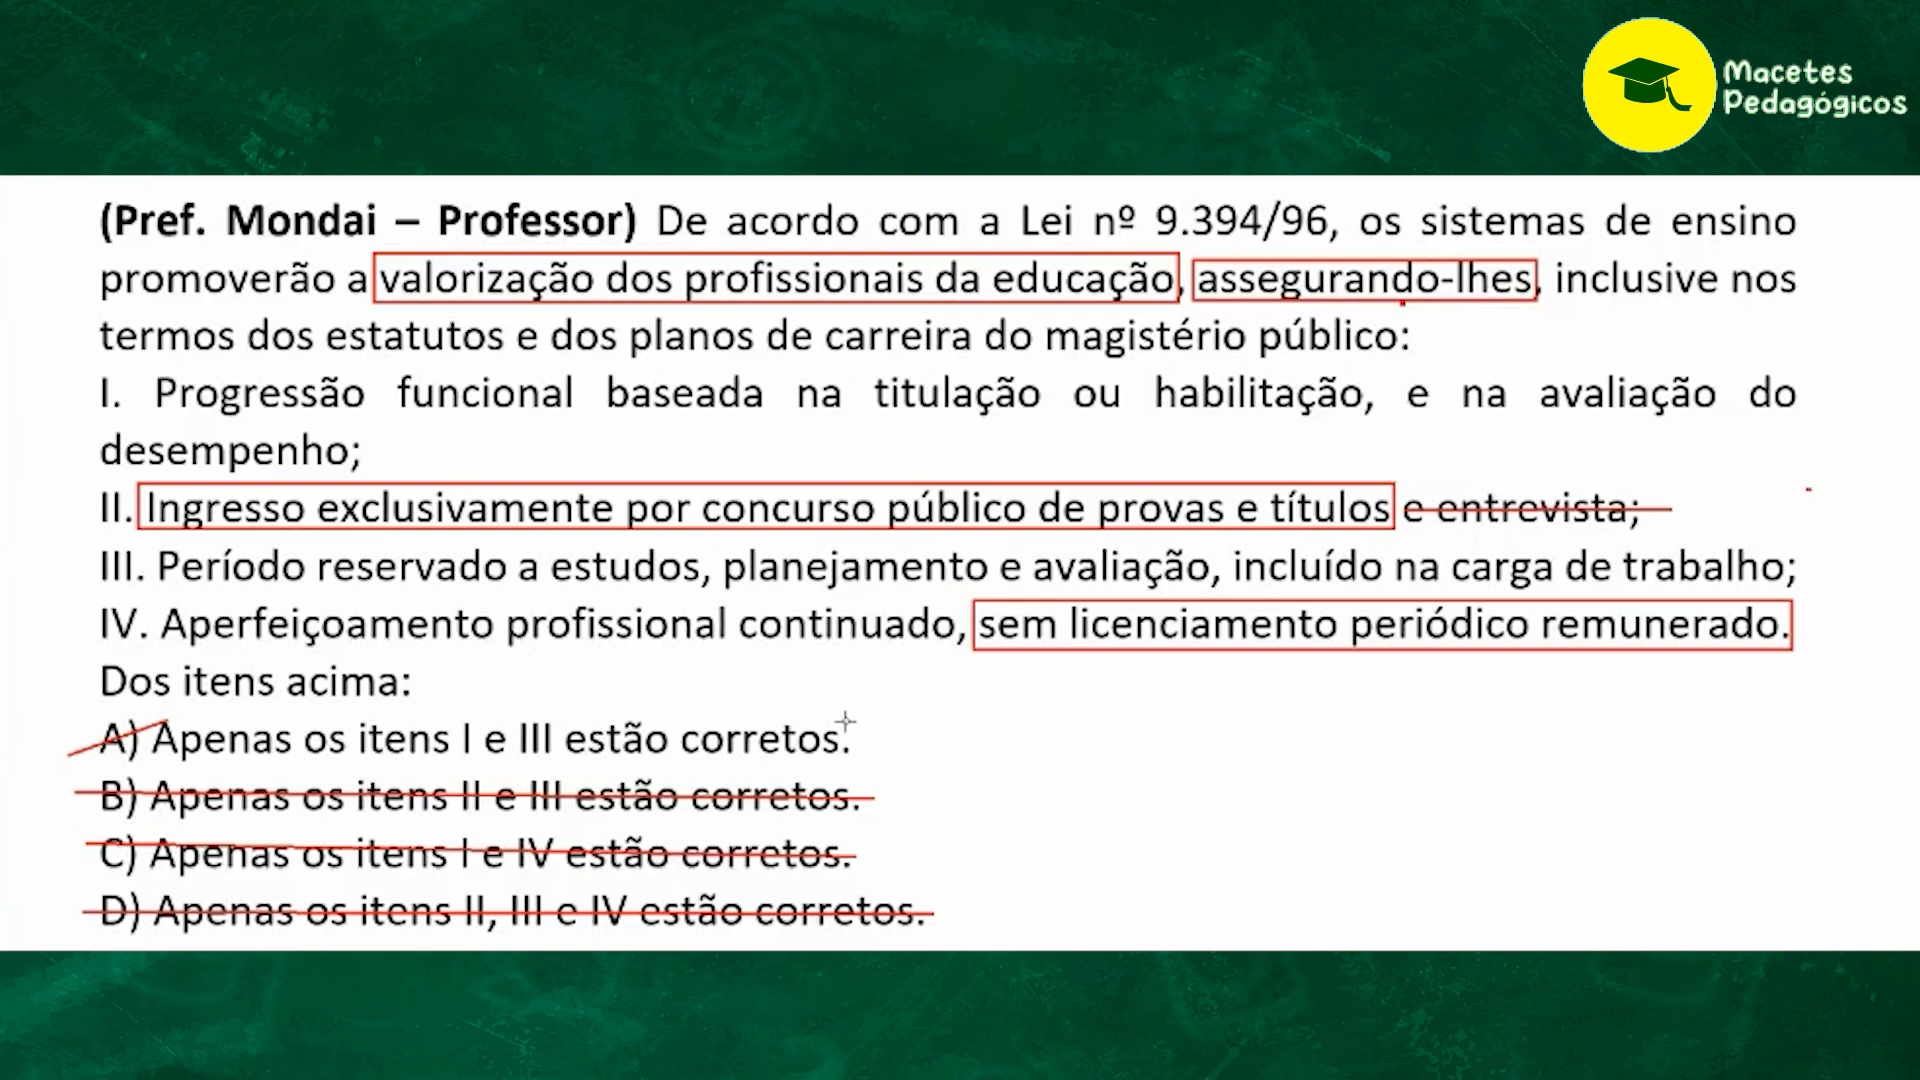 Macetes
Pedagógicos
(Pref. Mondai – Professor) De acordo com a Lei nº 9.394/96, os sistemas de ensino
promoverão a valorização dos profissionais da educação, assegurando-lhes, inclusive nos
termos dos estatutos e dos planos de carreira do magistério público:
I. Progressão funcional baseada na titulação ou habilitação, e na avaliação do
desempenho;
II. Ingresso exclusivamente por concurso público de provas e títulos e entrevista;
III. Período reservado a estudos, planejamento e avaliação, incluído na carga de trabalho;
IV. Aperfeiçoamento profissional continuado, sem licenciamento periódico remunerado.
Dos itens acima:
A) Apenas os itens I e III estão corretos.
B) Apenas os itens II e III estão corretos.
C) Apenas os itens I e IV estão corretos.
D) Apenas os itens II, III e IV estão corretos.